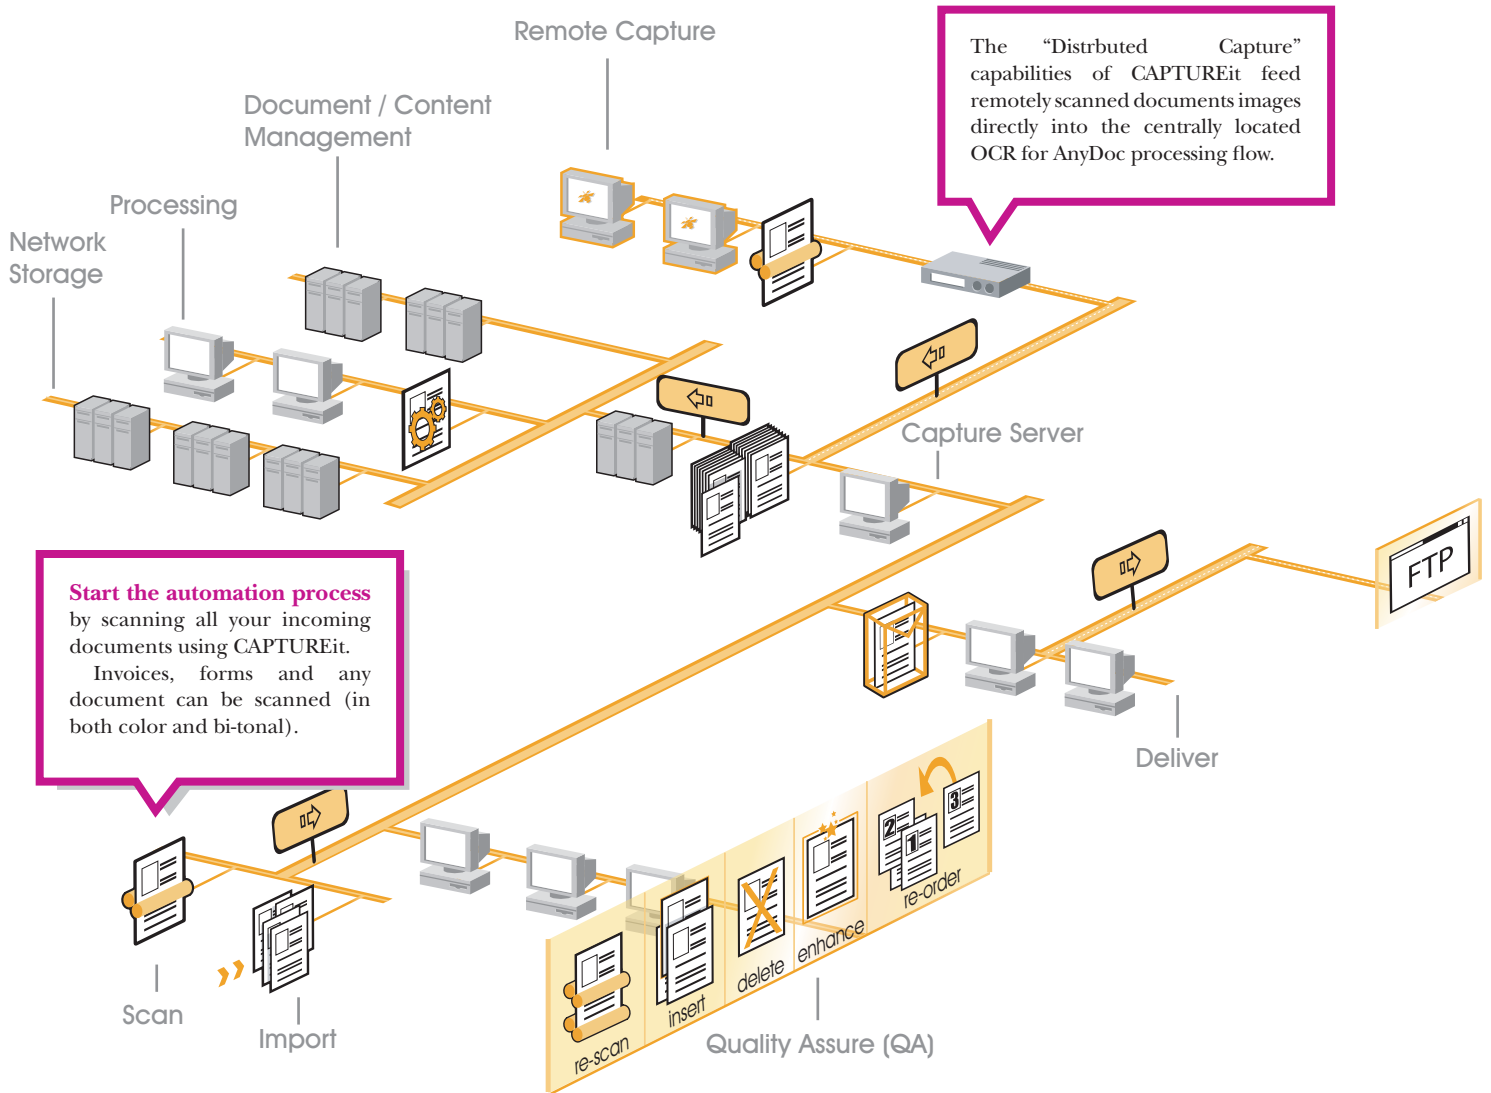 Remote Capture
The “Distrbuted Capture”
capabilities of CAPTUREit feed
remotely scanned documents images
directly into the centrally located
OCR for AnyDoc processing flow.
Document / Content
Management
Processing
Network
Storage
Capture Server
FTP
Start the automation process
by scanning all your incoming
documents using CAPTUREit.
Invoices, forms and any
document can be scanned (in
both color and bi-tonal).
Deliver
2
1
3
re-order
enhance
delete
insert
re-scan
Scan
Import
Quality Assure (QA)